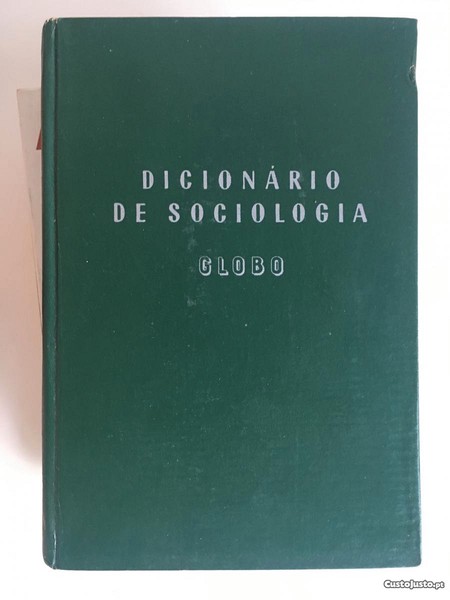 DICIONÁRIO
DE SOCIOLOGIA
GLOBO
CustoJusto.pt